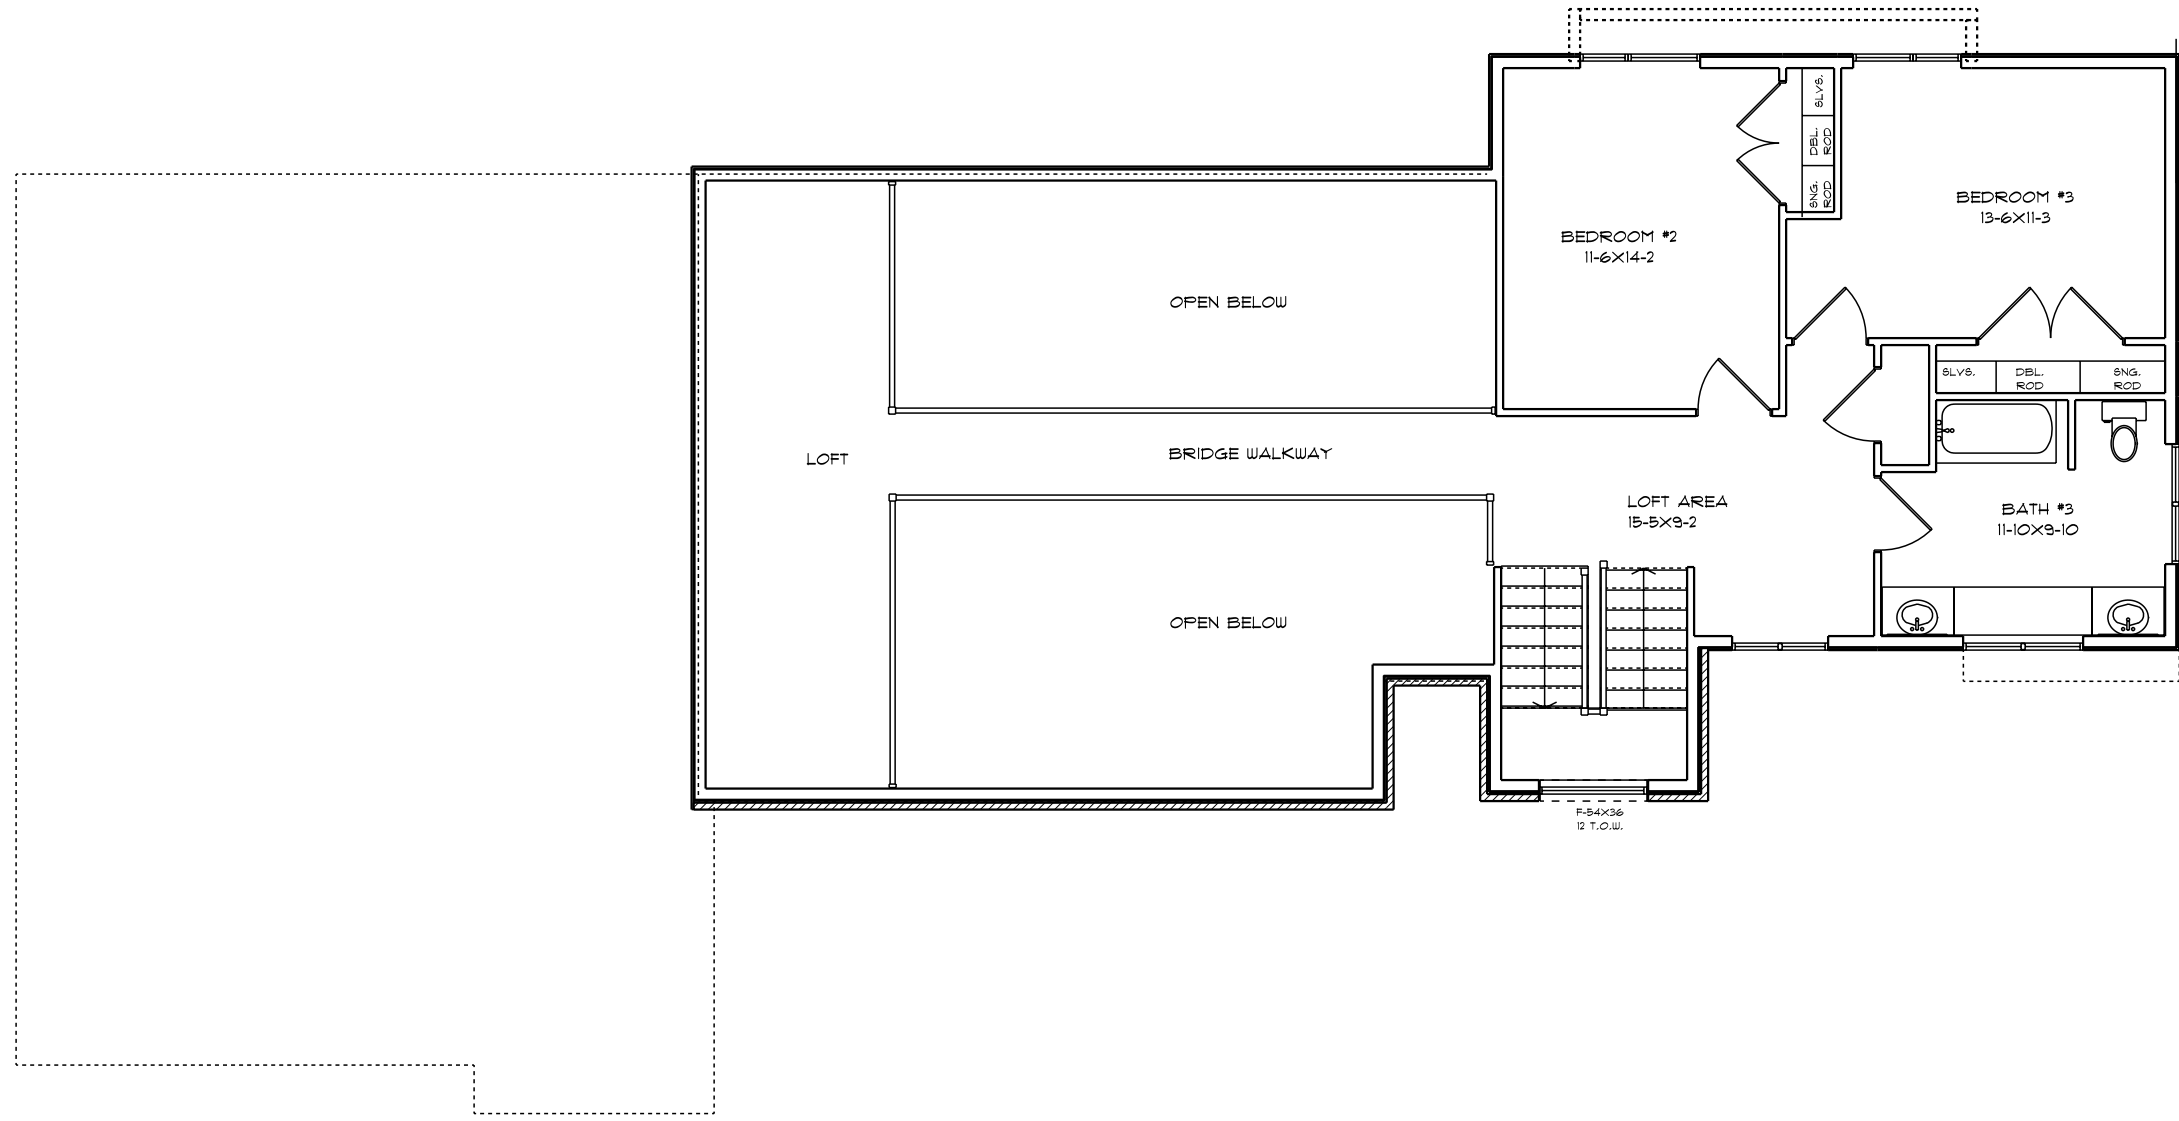 SLVS.
DBL.
ROD
SNG.
ROD
BEDROOM #3
13-6X11-3
BEDROOM #2
11-6X14-2
OPEN BELOW
SLVS.
DBL.
ROD
SNG.
ROD
LOFT
BRIDGE WALKWAY
LOFT AREA
15-5X9-2
BATH #3
11-10X9-10
OPEN BELOW
F-54X36
12 T.O.W.